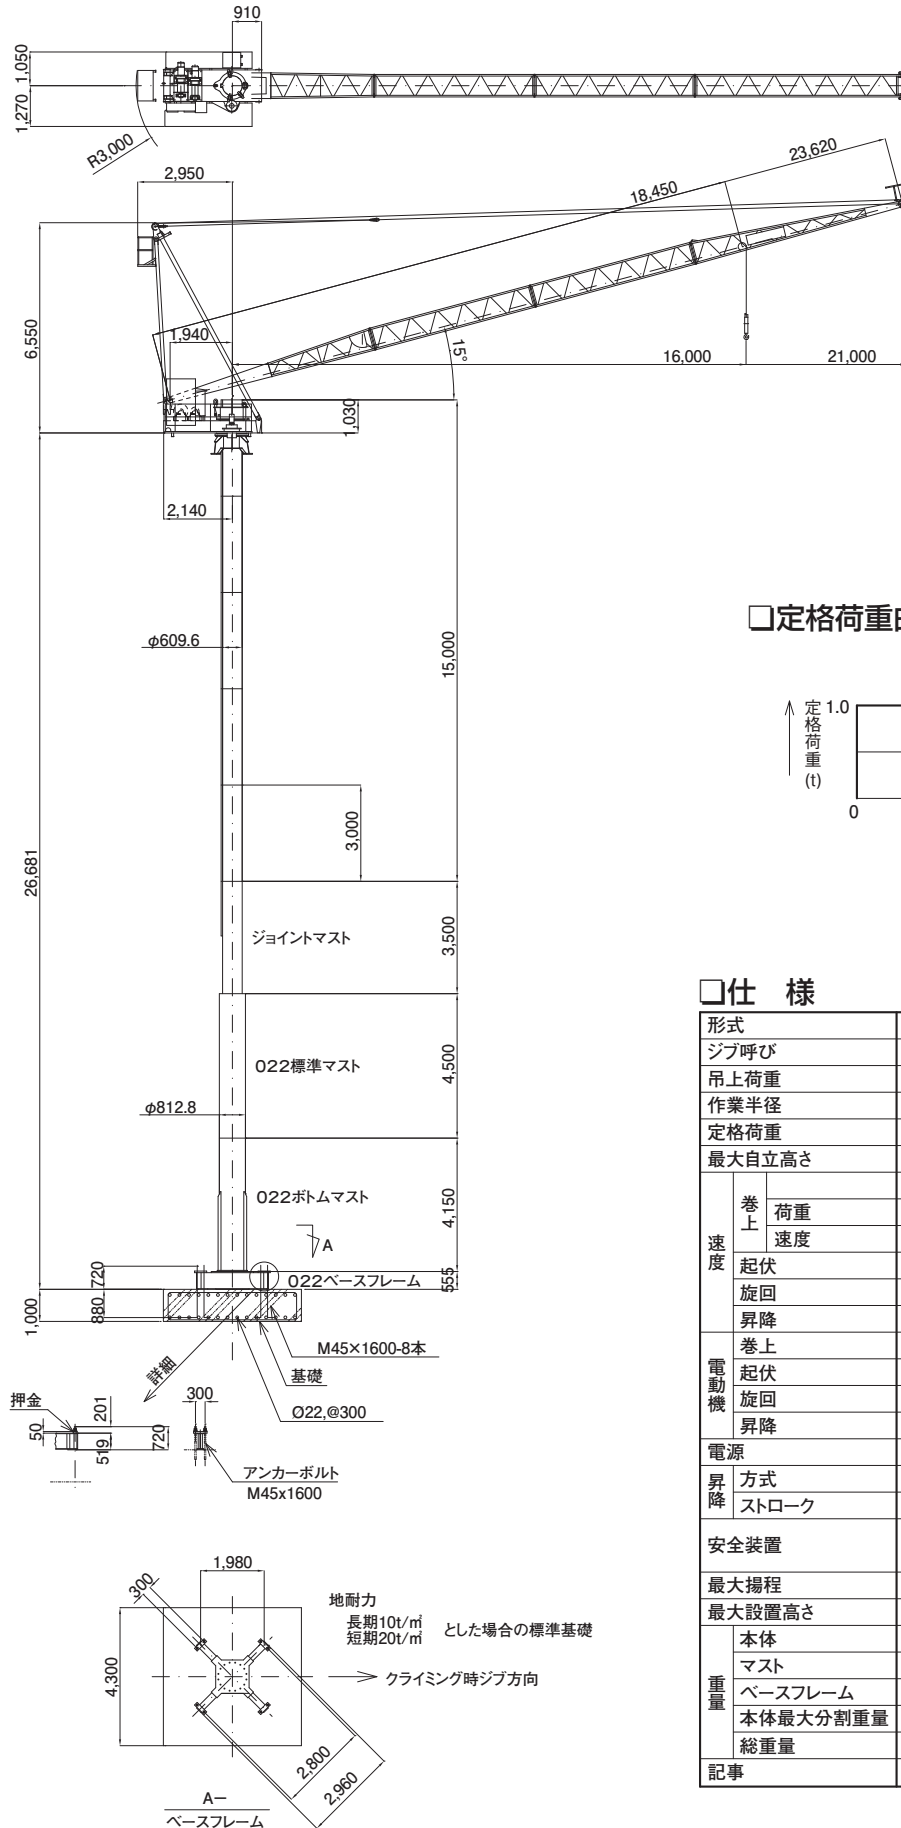 910
1,050
1,270
R3,000
2,950
23,620
18,450
6,550
1,940
15°
16,000
21,000
1,030
2,140
□定格荷重
φ609.6
15,000
定格荷重(t)
1.0
0
3,000
26,681
ジョイントマスト
3,500
022標準マスト
4,500
φ812.8
022ボトムマスト
4,150
A
720
022ベースフレーム
555
1,000
880
M45×1600-8本
詳細
基礎
Ø22,@300
押金
201
50
519
720
300
アンカーボルト
M45x1600
1,980
300
地耐力
長期10t/㎡
短期20t/㎡
とした場合の標準基礎
4,300
クライミング時ジブ方向
2,800
2,960
A－
ベースフレーム
□仕 様
形式
ジブ呼び
吊上荷重
作業半径
定格荷重
最大自立高さ
速度
巻上
荷重
速度
起伏
旋回
昇降
電動機
巻上
起伏
旋回
昇降
電源
昇降
方式
ストローク
安全装置
最大揚程
最大設置高さ
重量
本体
マスト
ベースフレーム
本体最大分割重量
総重量
記事